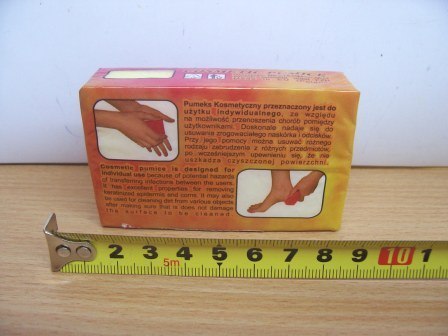 Pumeks Kosmetyczny przeznaczony jest do
użytku indywidualnego, ze względu
na możliwość przenoszenia chorób pomiędzy
użytkownikami. Doskonale nadaje się do
usuwania zrogowaciałego naskórka i odcisków.
Przy jego pomocy można usuwać różnego
rodzaju zabrudzenia z różnych przedmiotów,
po wcześniejszym upewnieniu się, że nie
uszkadza czyszczonej powierzchni.
Cosmetic pumice is designed for
individual use because of potential hazards
of transferring infections between the users.
It has excellent properties for removing
keratinized epidermis and corns. It may also
be used for cleaning dirt from various objects
after making sure that is does not damage
the surface to be cleaned
1 2 3 4 5 6 7 8 9 10 1
5m